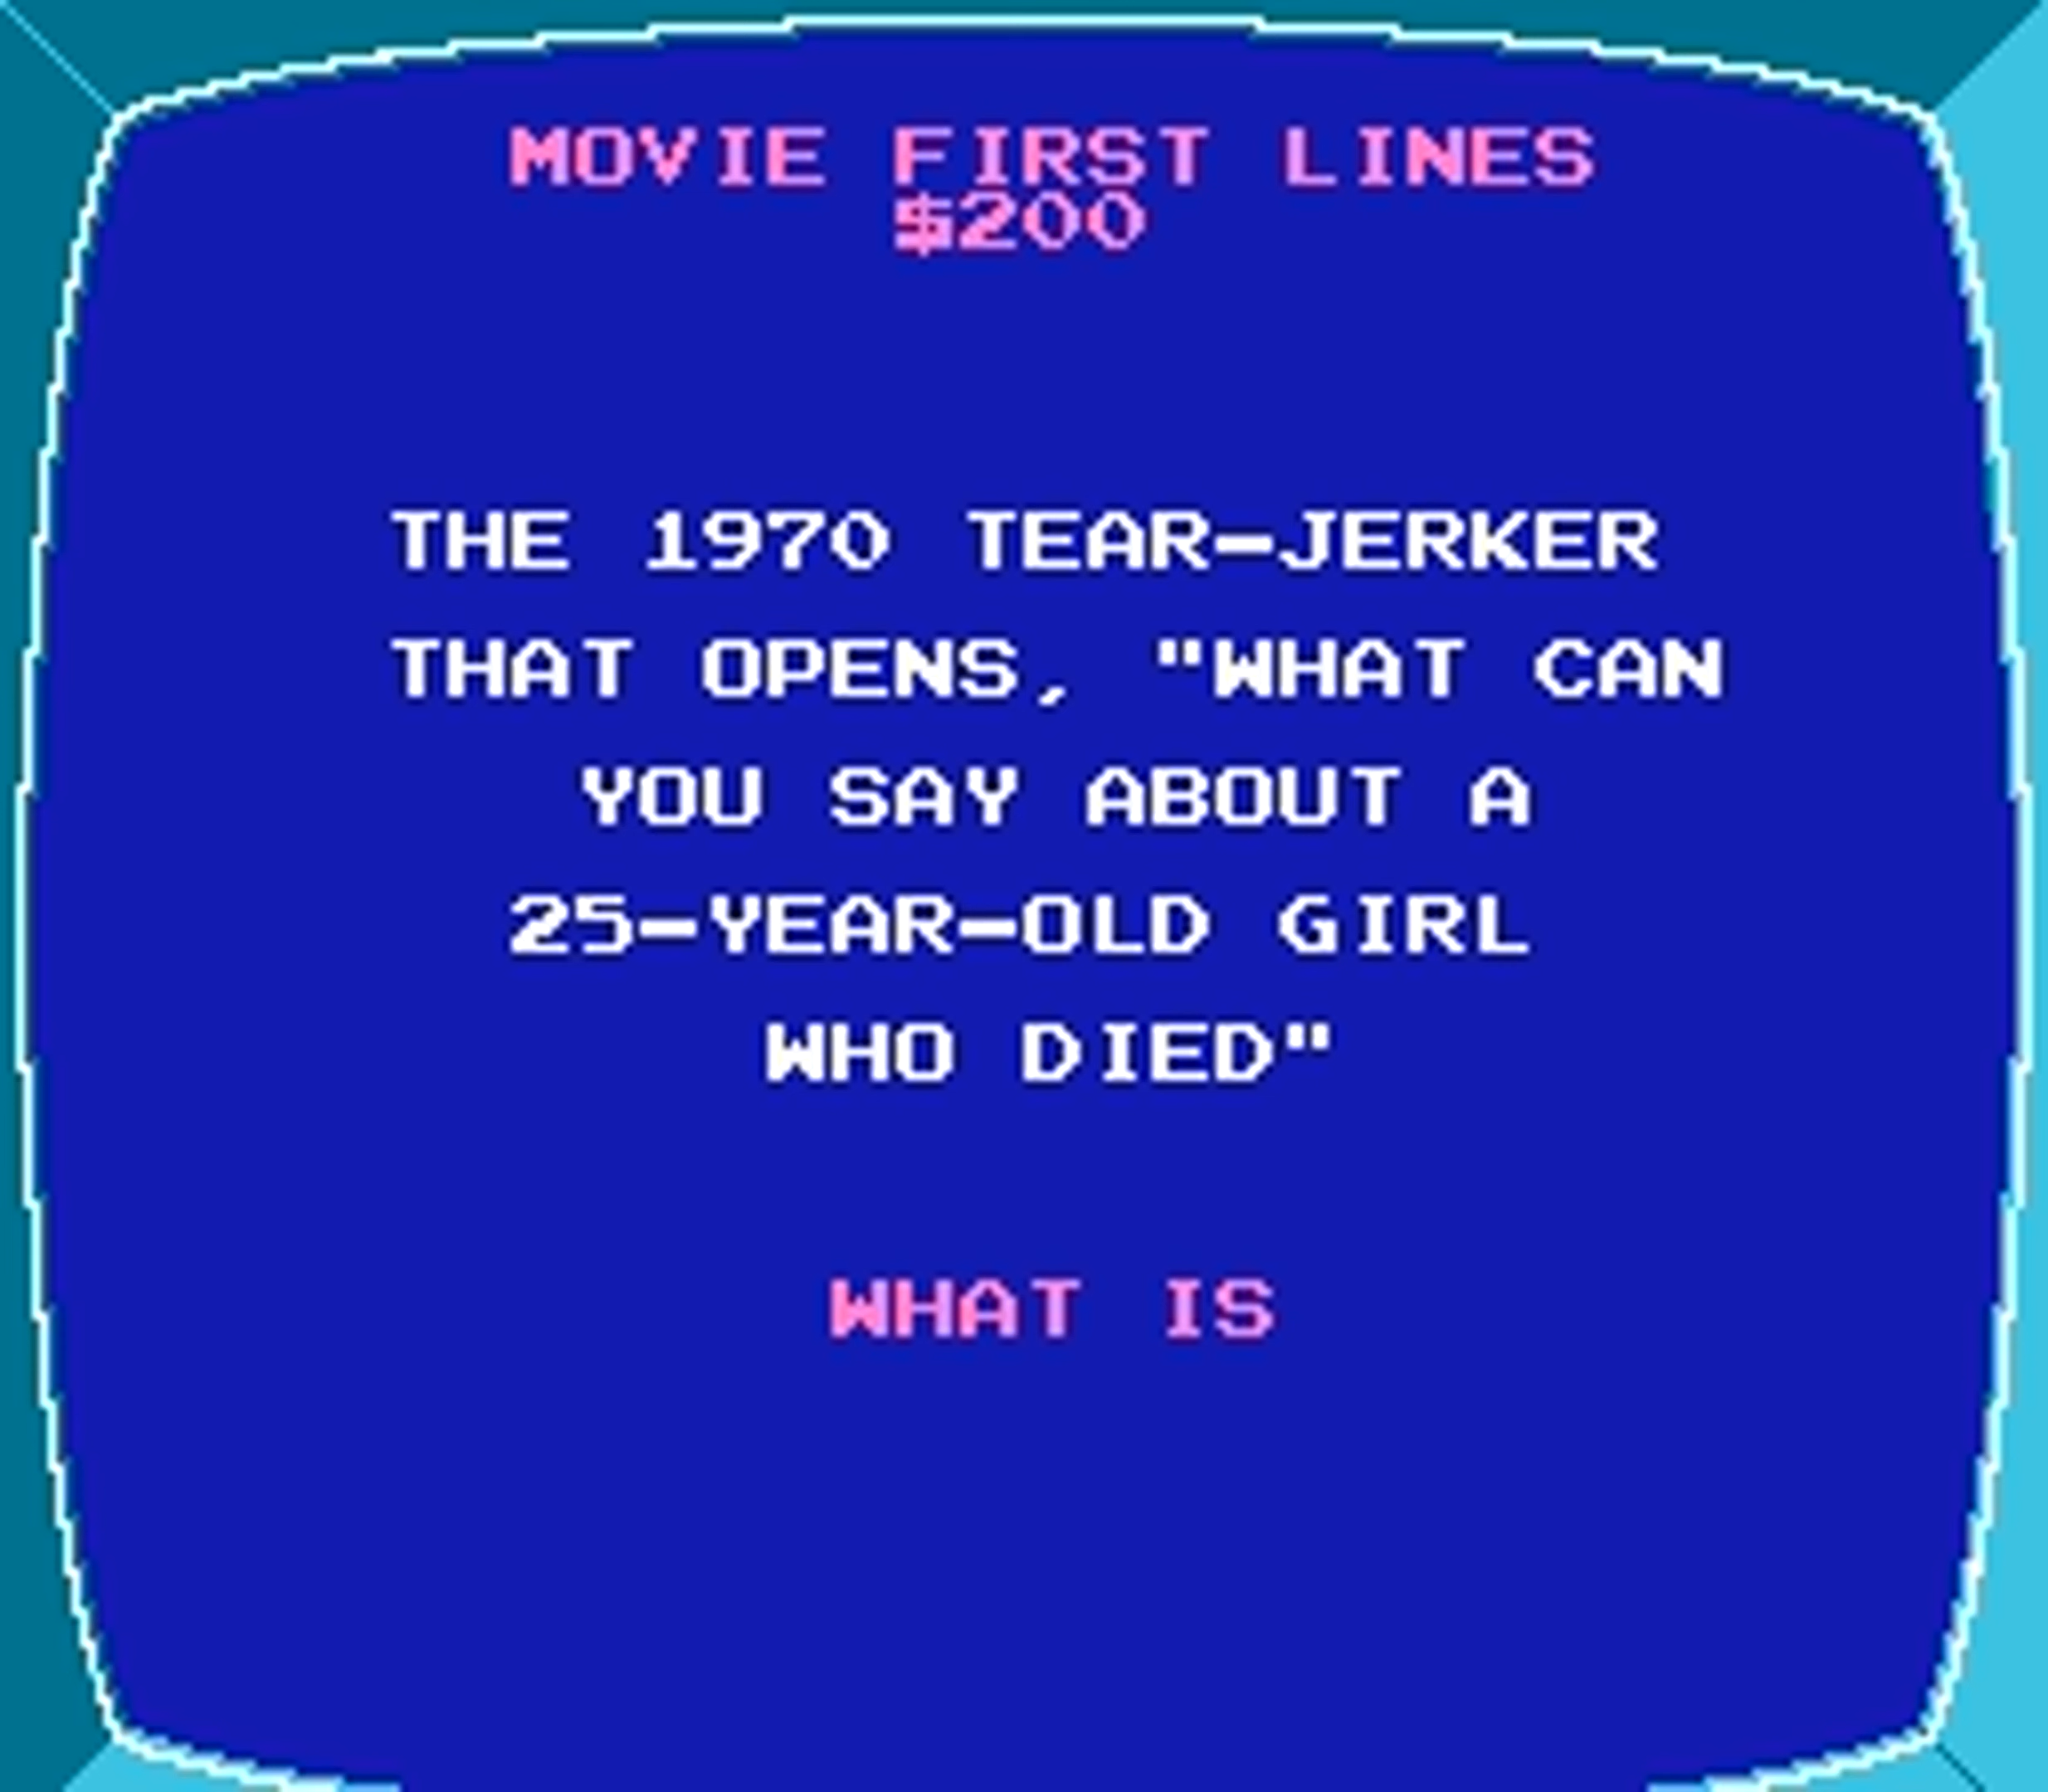 MOVIE FIRST LINES
$200
THE 1970 TEAR-JERKER
THAT OPENS, "WHAT CAN
YOU SAY ABOUT A
25-YEAR-OLD GIRL
WHO DIED"
WHAT IS